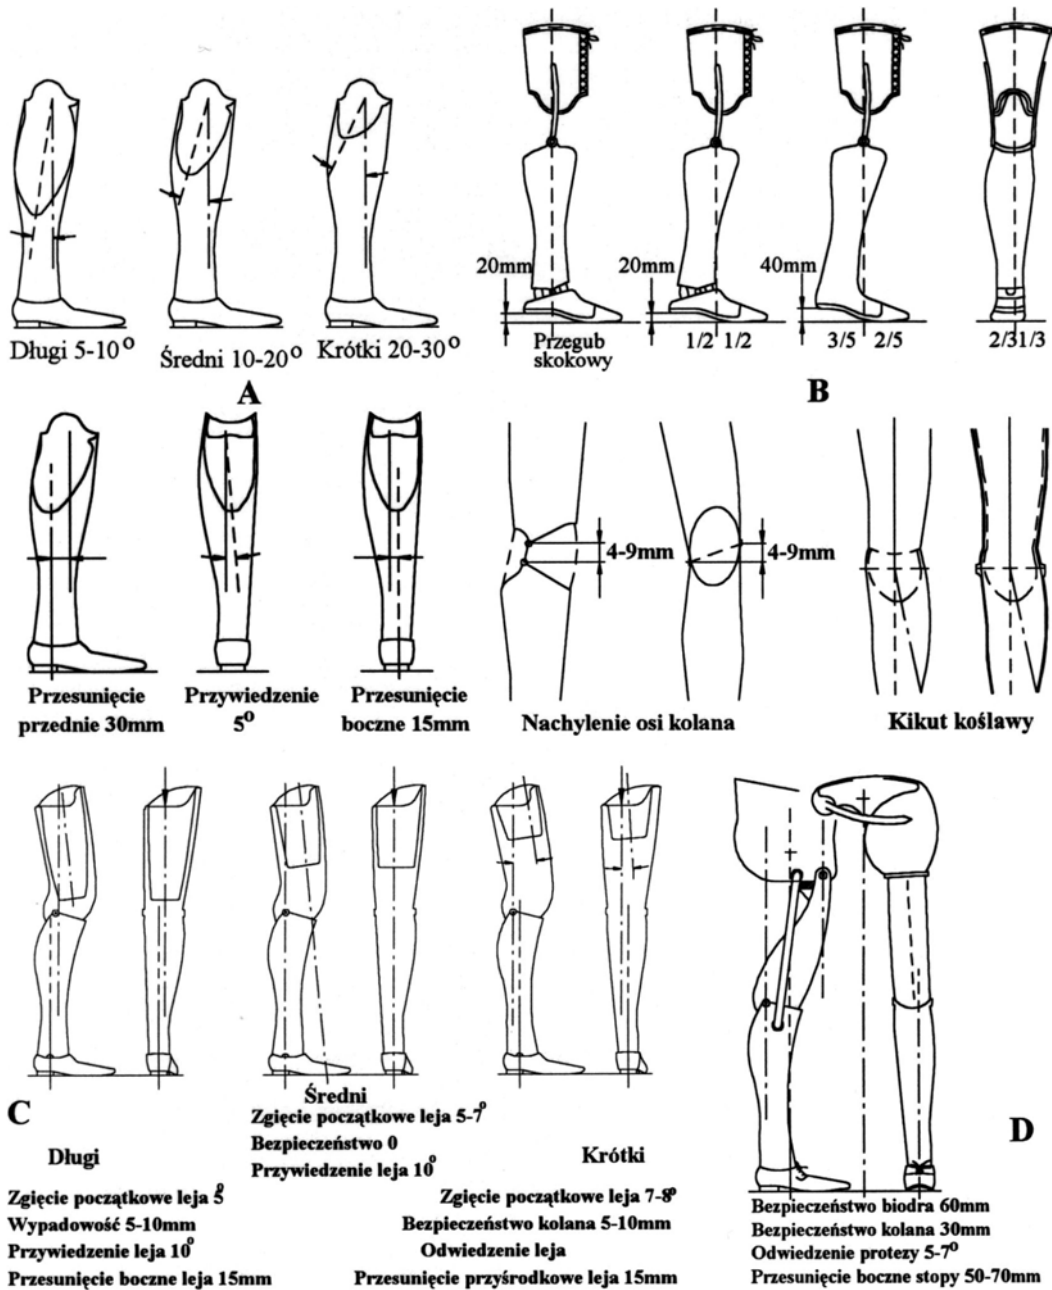 Długi 5-10°
Średni 10-20°
Krótki 20-30°
A
20mm
20mm
40mm
Przegub
skokowy
1/2 1/2
3/5 2/5
2/31/3
B
Przesunięcie
przednie 30mm
Przywiedzenie
5°
Przesunięcie
boczne 15mm
4-9mm
4-9mm
Nachylenie osi kolana
Kikut koślawy
C
Długi
Zgięcie początkowe leja 5°
Wypadowość 5-10mm
Przywiedzenie leja 10°
Przesunięcie boczne leja 15mm
Średni
Zgięcie początkowe leja 5-7°
Bezpieczeństwo 0
Przywiedzenie leja 10°
Krótki
Zgięcie początkowe leja 7-8°
Bezpieczeństwo kolana 5-10mm
Odwiedzenie leja
Przesunięcie przyśrodkowe leja 15mm
D
Bezpieczeństwo biodra 60mm
Bezpieczeństwo kolana 30mm
Odwiedzenie protezy 5-7°
Przesunięcie boczne stopy 50-70mm